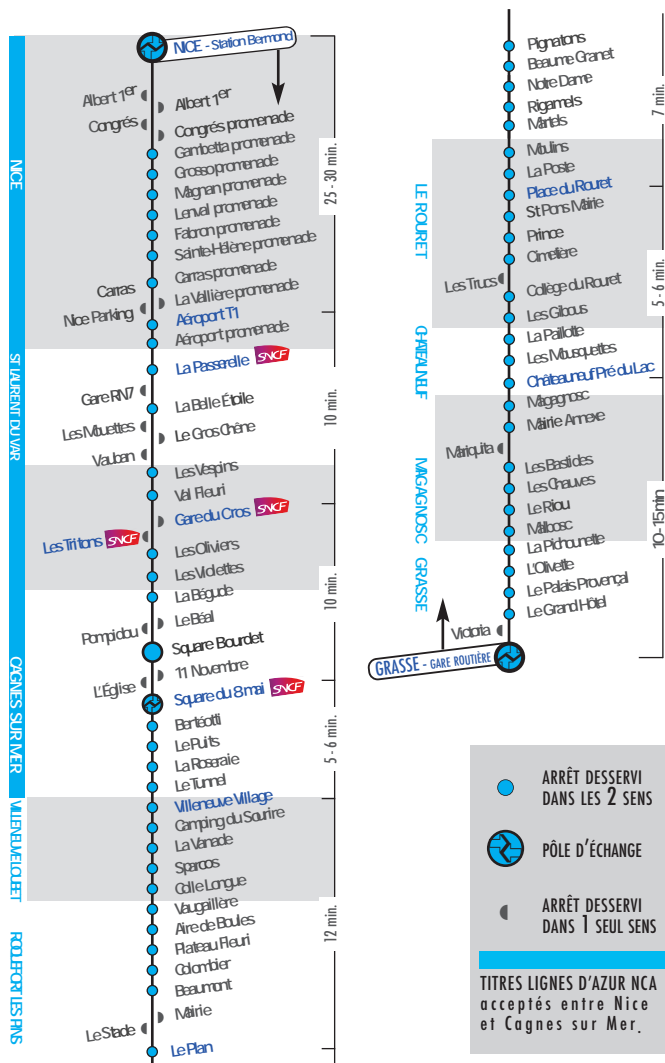 NICE - Station Bermond
Albert 1er
Albert 1er
Congrés
Congrés promenade
Gambetta promenade
Grosso promenade
Magnan promenade
Lenval promenade
Fabron promenade
Sainte-Hélène promenade
Carras promenade
Carras
La Vallière promenade
Nice Parking
Aéroport T1
Aéroport promenade
La Passerelle SNCF
Gare RN7
La Belle Étoile
Les Mouettes
Le Gros Chêne
Vauban
Les Vespins
Val Fleuri
Gare du Cros SNCF
Les Tritons SNCF
Les Oliviers
Les Violettes
La Bégude
Le Béal
Pompidou
Square Bourdet
11 Novembre
L'Église
Square du 8 mai SNCF
Bertéotti
Le Puits
La Roseraie
Le Tunnel
Villeneuve Village
Camping du Sourire
La Vanade
Sparcos
Colle Longue
Vaugaillère
Aire de Boules
Plateau Fleuri
Colombier
Beaumont
Mairie
Le Stade
Le Plan
NICE
ST LAURENT DU VAR
CAGNES SUR MER
VILLENEUVE LOUBET
ROQUEFORT LES PINS
25 - 30 min.
10 min.
10 min.
5 - 6 min.
12 min.
Pignatons
Beaume Granet
Notre Dame
Rigamels
Martels
Moulins
La Poste
Place du Rouret
St Pons Mairie
Prince
Cimetière
Les Trucs
Collège du Rouret
Les Gibous
La Paillotte
Les Mousquettes
Châteauneuf Pré du Lac
Magagnosc
Mairie Annexe
Mariquita
Les Bastides
Les Chauves
Le Riou
Malbosc
La Pichounette
L'Olivette
Le Palais Provençal
Le Grand Hôtel
Victoria
GRASSE - GARE ROUTIÈRE
LE ROURET
CHATEAUNEUF
MAGAGNOSC
GRASSE
7 min.
5 - 6 min.
10-15min
ARRÊT DESSERVI
DANS LES 2 SENS
PÔLE D'ÉCHANGE
ARRÊT DESSERVI
DANS 1 SEUL SENS
TITRES LIGNES D'AZUR NCA
acceptés entre Nice
et Cagnes sur Mer.